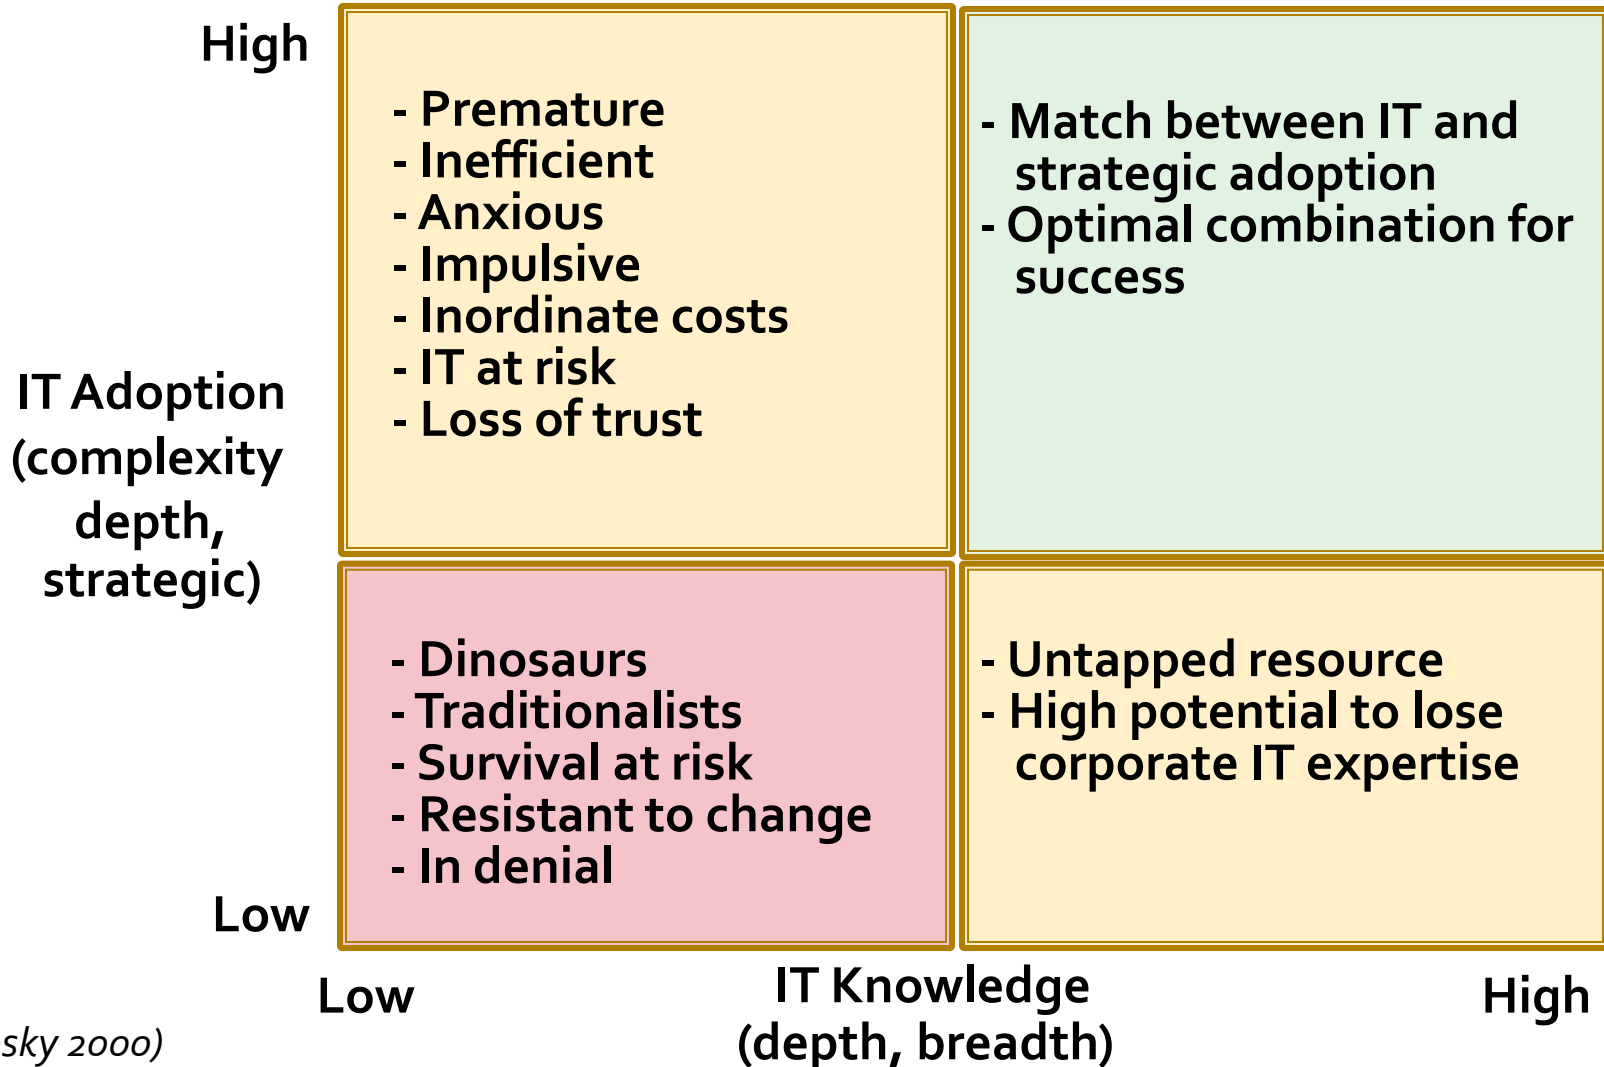 High
- Premature
- Inefficient
- Anxious
- Impulsive
- Inordinate costs
- IT at risk
- Loss of trust
- Match between IT and
strategic adoption
- Optimal combination for
success
IT Adoption
(complexity
depth,
strategic)
- Dinosaurs
- Traditionalists
- Survival at risk
- Resistant to change
- In denial
- Untapped resource
- High potential to lose
corporate IT expertise
Low
Low
IT Knowledge
(depth, breadth)
High
2000)